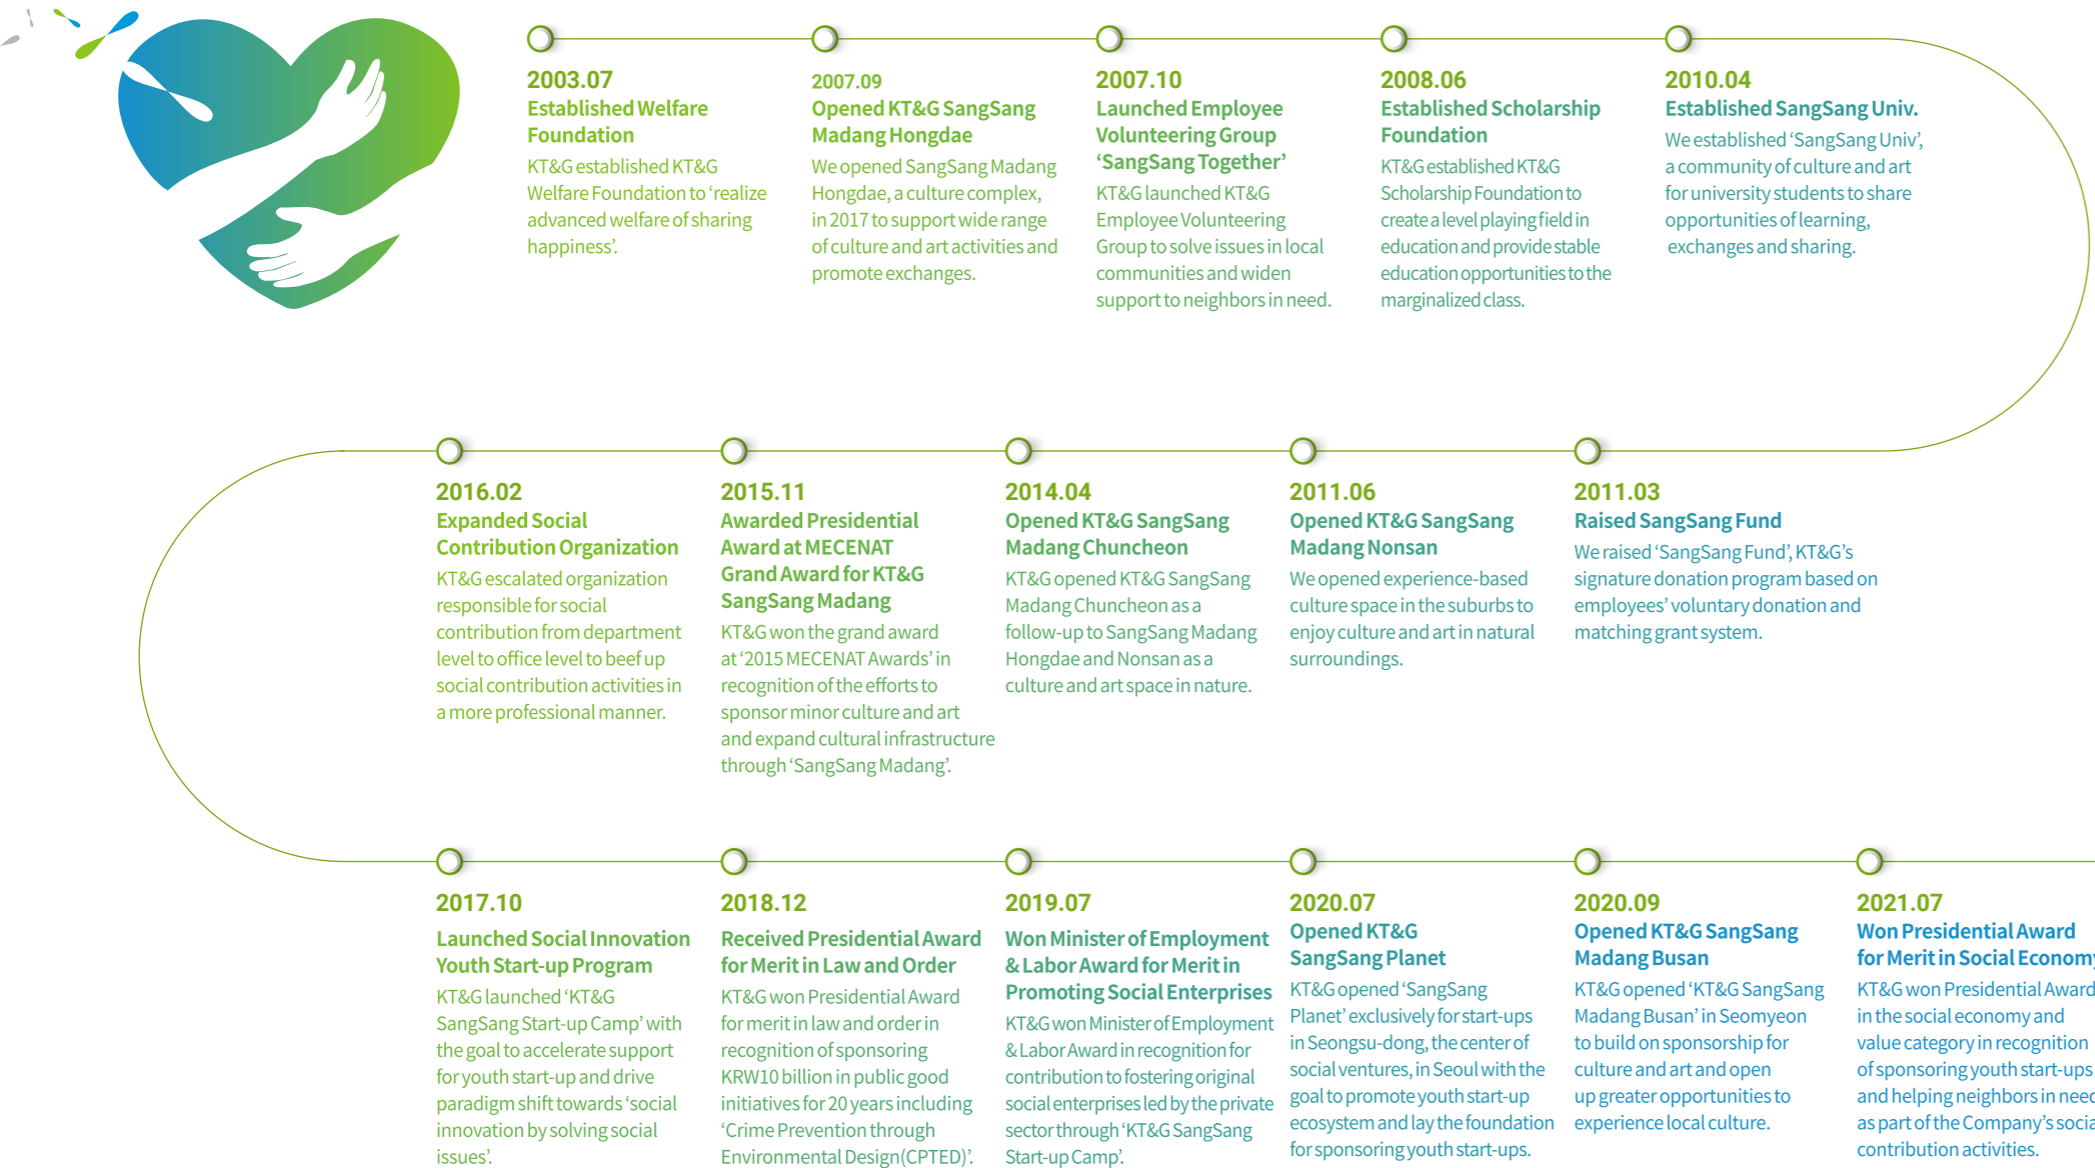 2003.07
Established Welfare
Foundation
KT&G established KT&G
Welfare Foundation to ‘realize
advanced welfare of sharing
happiness’.
2007.09
Opened KT&G SangSang
Madang Hongdae
We opened SangSang Madang
Hongdae, a culture complex,
in 2017 to support wide range
of culture and art activities and
promote exchanges.
2007.10
Launched Employee
Volunteering Group
‘SangSang Together’
KT&G launched KT&G
Employee Volunteering
Group to solve issues in local
communities and widen
support to neighbors in need.
2008.06
Established Scholarship
Foundation
KT&G established KT&G
Scholarship Foundation to
create a level playing field in
education and provide stable
education opportunities to the
marginalized class.
2010.04
Established SangSang Univ.
We established ‘SangSang Univ’,
a community of culture and art
for university students to share
opportunities of learning,
exchanges and sharing.
2016.02
Expanded Social
Contribution Organization
KT&G escalated organization
responsible for social
contribution from department
level to office level to beef up
social contribution activities in
a more professional manner.
2015.11
Awarded Presidential
Award at MECENAT
Grand Award for KT&G
SangSang Madang
KT&G won the grand award
at ‘2015 MECENAT Awards’ in
recognition of the efforts to
sponsor minor culture and art
and expand cultural infrastructure
through ‘SangSang Madang’.
2014.04
Opened KT&G SangSang
Madang Chuncheon
KT&G opened KT&G SangSang
Madang Chuncheon as a
follow-up to SangSang Madang
Hongdae and Nonsan as a
culture and art space in nature.
2011.06
Opened KT&G SangSang
Madang Nonsan
We opened experience-based
culture space in the suburbs to
enjoy culture and art in natural
surroundings.
2011.03
Raised SangSang Fund
We raised ‘SangSang Fund’, KT&G’s
signature donation program based on
employees’ voluntary donation and
matching grant system.
2017.10
Launched Social Innovation
Youth Start-up Program
KT&G launched ‘KT&G
SangSang Start-up Camp’ with
the goal to accelerate support
for youth start-up and drive
paradigm shift towards ‘social
innovation by solving social
issues’.
2018.12
Received Presidential Award
for Merit in Law and Order
KT&G won Presidential Award
for merit in law and order in
recognition of sponsoring
KRW10 billion in public good
initiatives for 20 years including
‘Crime Prevention through
Environmental Design(CPTED)’.
2019.07
Won Minister of Employment
& Labor Award for Merit in
Promoting Social Enterprises
KT&G won Minister of Employment
& Labor Award in recognition for
contribution to fostering original
social enterprises led by the private
sector through ‘KT&G SangSang
Start-up Camp’.
2020.07
Opened KT&G
SangSang Planet
KT&G opened ‘SangSang
Planet’ exclusively for start-ups
in Seongsu-dong, the center of
social ventures, in Seoul with the
goal to promote youth start-up
ecosystem and lay the foundation
for sponsoring youth start-ups.
2020.09
Opened KT&G SangSang
Madang Busan
KT&G opened ‘KT&G SangSang
Madang Busan’ in Seomyeon
to build on sponsorship for
culture and art and open
up greater opportunities to
experience local culture.
2021.07
Won Presidential Award
for Merit in Social Economy
KT&G won Presidential Award
in the social economy and
value category in recognition
of sponsoring youth start-ups
and helping neighbors in need
as part of the Company’s social
contribution activities.